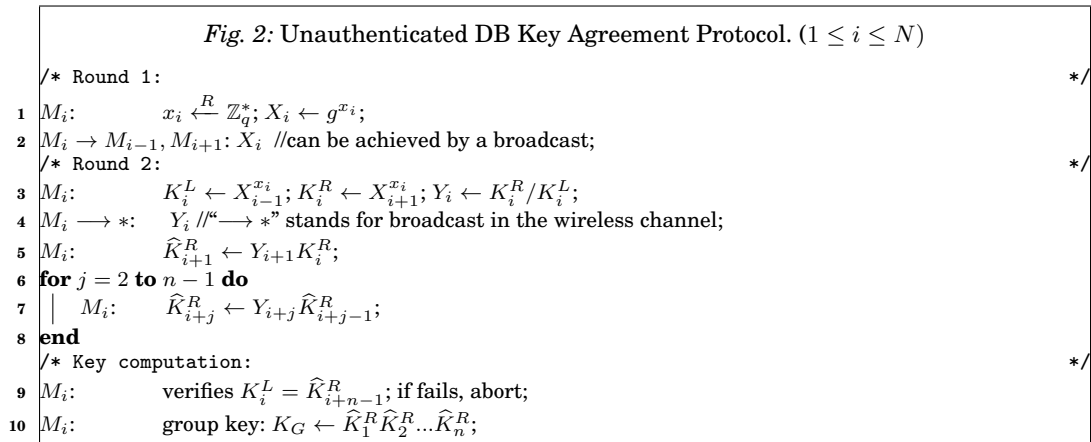 Fig. 2: Unauthenticated DB Key Agreement Protocol. (1 ≤ i ≤ N)
/* Round 1: */
1 M_i: x_i ←^R ℤ_q^*; X_i ← g^{x_i};
2 M_i → M_{i−1}, M_{i+1}: X_i //can be achieved by a broadcast;
/* Round 2: */
3 M_i: K_i^L ← X_{i−1}^{x_i}; K_i^R ← X_{i+1}^{x_i}; Y_i ← K_i^R/K_i^L;
4 M_i ⟶ ∗: Y_i //“⟶ ∗” stands for broadcast in the wireless channel;
5 M_i: K̂_{i+1}^R ← Y_{i+1}K_i^R;
6 for j = 2 to n − 1 do
7 M_i: K̂_{i+j}^R ← Y_{i+j}K̂_{i+j−1}^R;
8 end
/* Key computation: */
9 M_i: verifies K_i^L = K̂_{i+n−1}^R; if fails, abort;
10 M_i: group key: K_G ← K̂_1^R K̂_2^R...K̂_n^R;